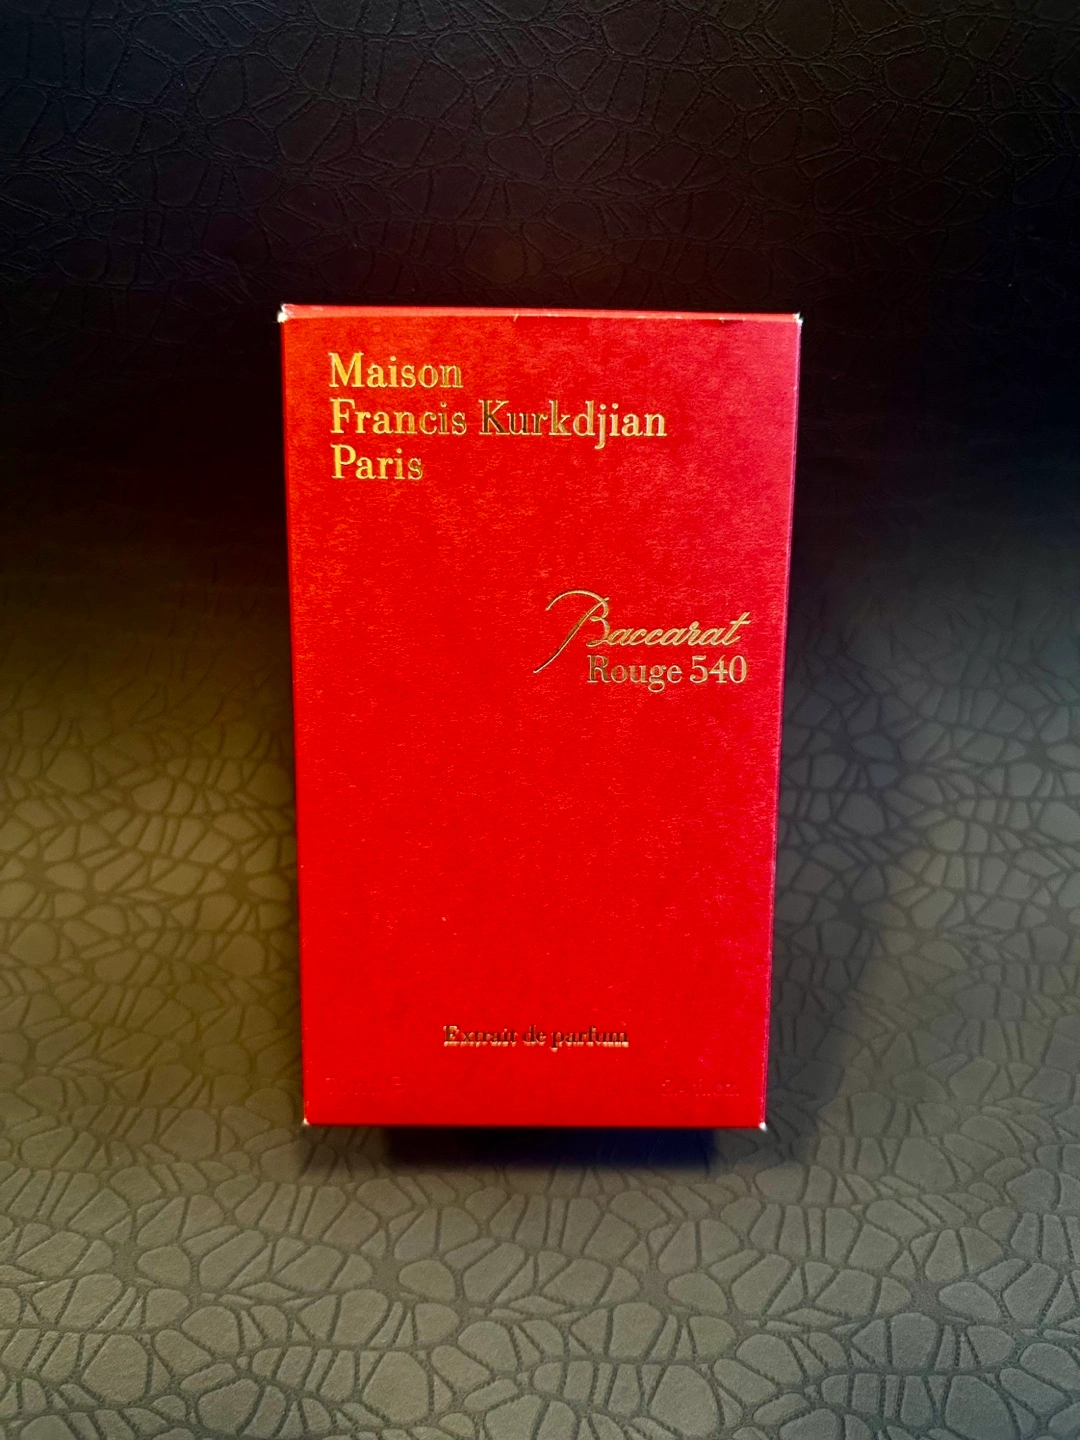 Maison
Francis Kurkdjian
Paris
Baccarat
Rouge 540
Extrait de parfum